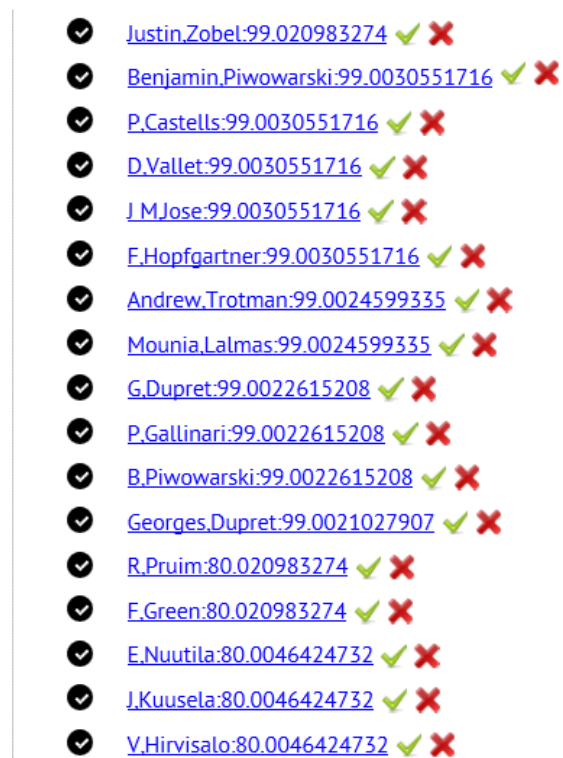 Justin,Zobel:99.020983274
Benjamin,Piwowarski:99.0030551716
P,Castells:99.0030551716
D,Vallet:99.0030551716
J M,Jose:99.0030551716
F,Hopfgartner:99.0030551716
Andrew,Trotman:99.0024599335
Mounia,Lalmas:99.0024599335
G,Dupret:99.0022615208
P,Gallinari:99.0022615208
B,Piwowarski:99.0022615208
Georges,Dupret:99.0021027907
R,Pruim:80.020983274
F,Green:80.020983274
E,Nuutila:80.0046424732
J,Kuusela:80.0046424732
V,Hirvisalo:80.0046424732